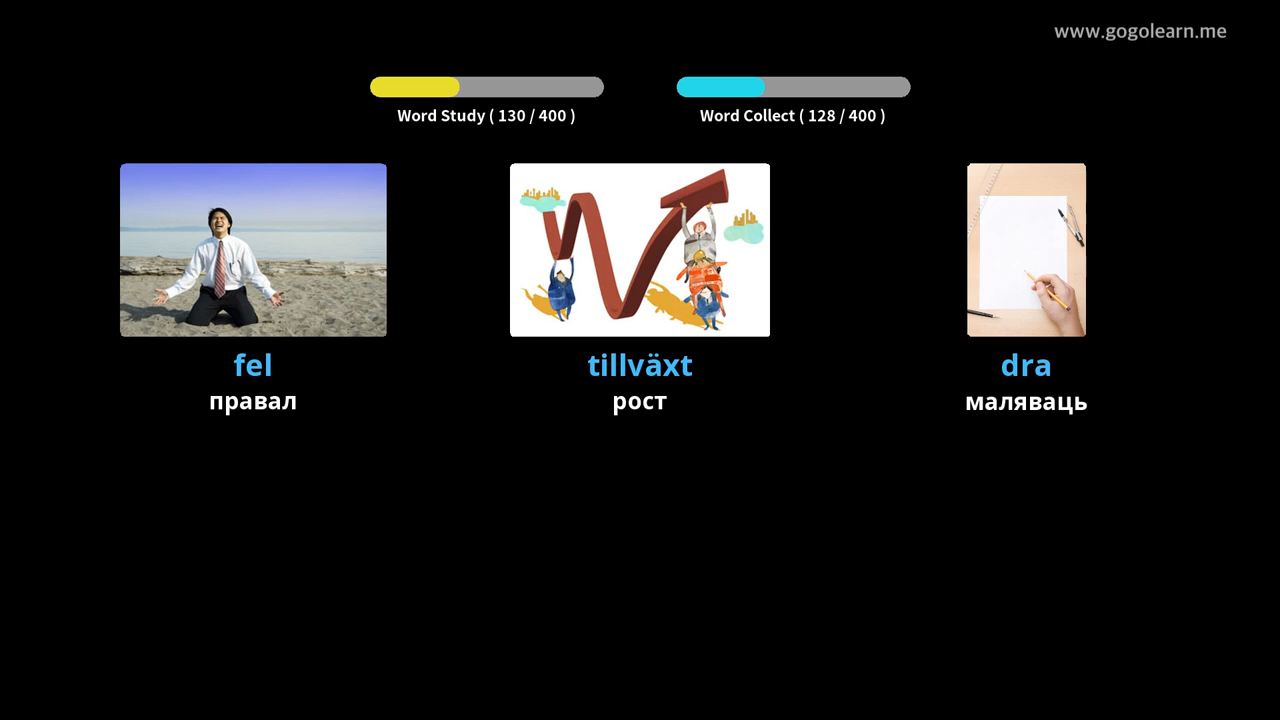 www.gogolearn.me
Word Study ( 130 / 400 )
Word Collect ( 128 / 400 )
fel
правал
tillväxt
рост
dra
маляваць